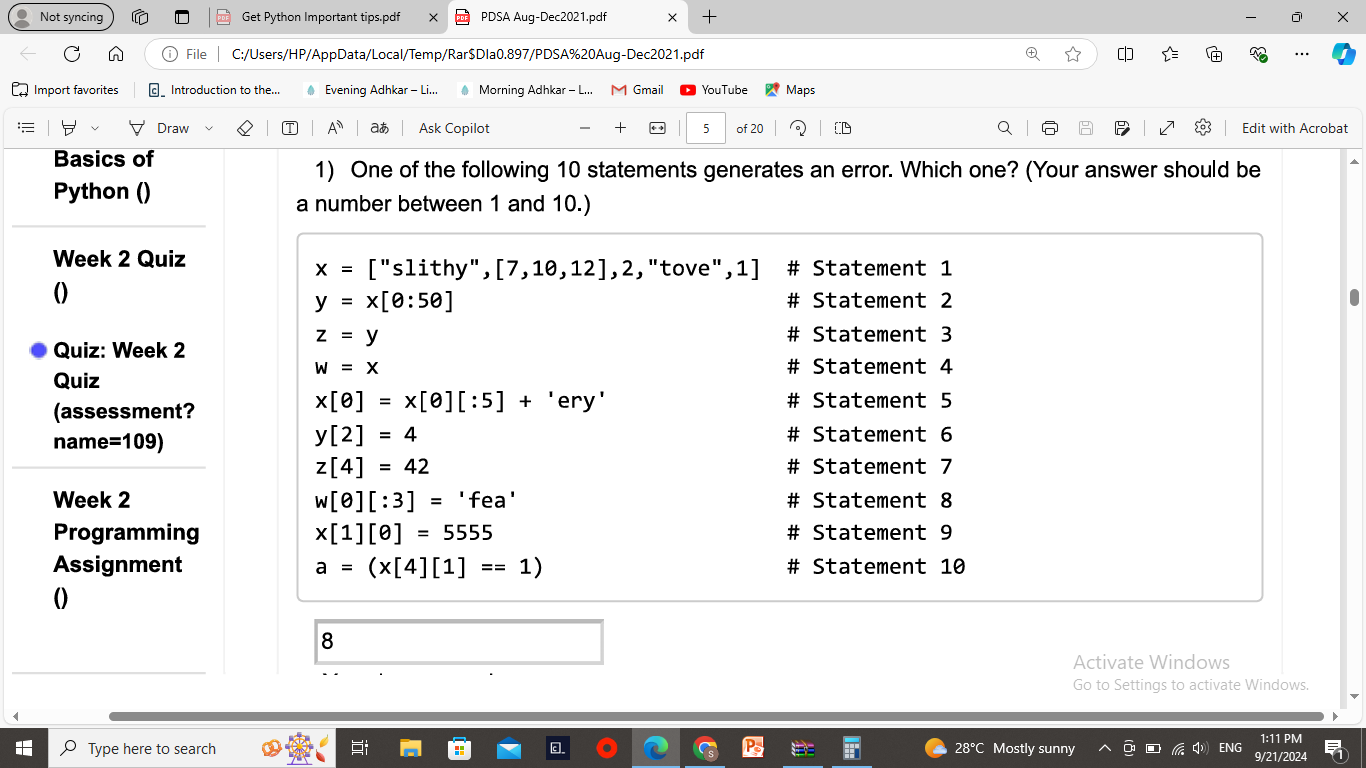 Not syncing
Get Python Important tips.pdf
PDSA Aug-Dec2021.pdf
File
C:/Users/HP/AppData/Local/Temp/Rar$DIa0.897/PDSA%20Aug-Dec2021.pdf
Import favorites
Introduction to the...
Evening Adhkar – Li...
Morning Adhkar – L...
Gmail
YouTube
Maps
Draw
Ask Copilot
5 of 20
Edit with Acrobat
Basics of
Python ()
Week 2 Quiz
()
Quiz: Week 2
Quiz
(assessment?
name=109)
Week 2
Programming
Assignment
()
1) One of the following 10 statements generates an error. Which one? (Your answer should be
a number between 1 and 10.)
x = ["slithy",[7,10,12],2,"tove",1] # Statement 1
y = x[0:50] # Statement 2
z = y # Statement 3
w = x # Statement 4
x[0] = x[0][:5] + 'ery' # Statement 5
y[2] = 4 # Statement 6
z[4] = 42 # Statement 7
w[0][:3] = 'fea' # Statement 8
x[1][0] = 5555 # Statement 9
a = (x[4][1] == 1) # Statement 10
8
Activate Windows
Go to Settings to activate Windows.
Type here to search
28°C Mostly sunny
ENG
1:11 PM
9/21/2024